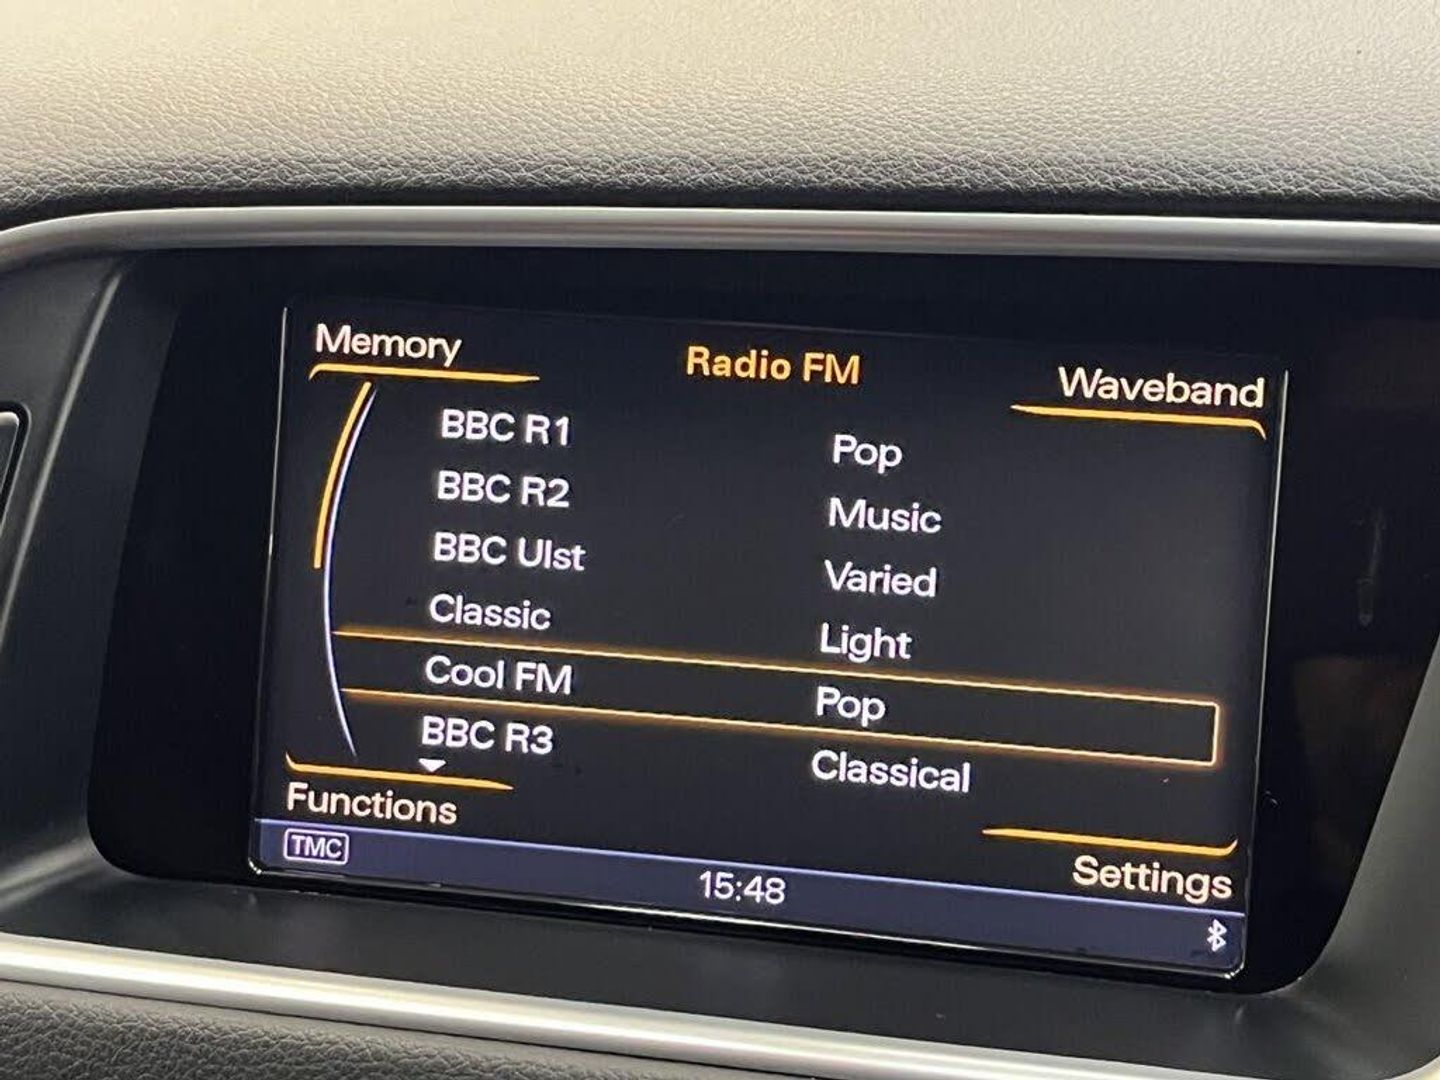 Memory Radio FM Waveband
BBC R1 Pop
BBC R2 Music
BBC Ulst Varied
Classic Light
Cool FM Pop
BBC R3 Classical
Functions Settings
TMC 15:48